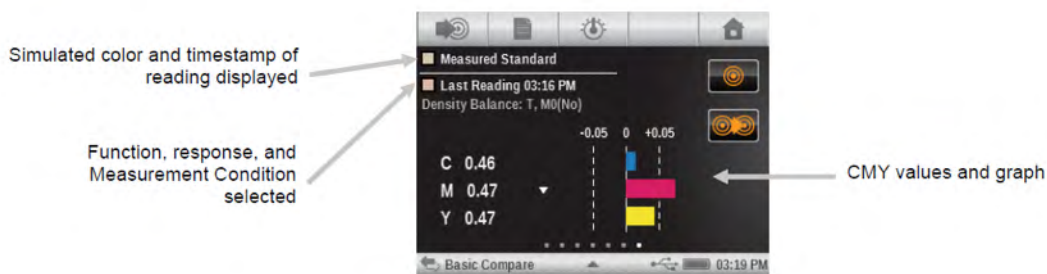 Simulated color and timestamp of
reading displayed
Function, response, and
Measurement Condition
selected
Measured Standard
Last Reading 03:16 PM
Density Balance: T, M0(No)
-0.05 0 +0.05
C 0.46
M 0.47
Y 0.47
Basic Compare
03:19 PM
CMY values and graph